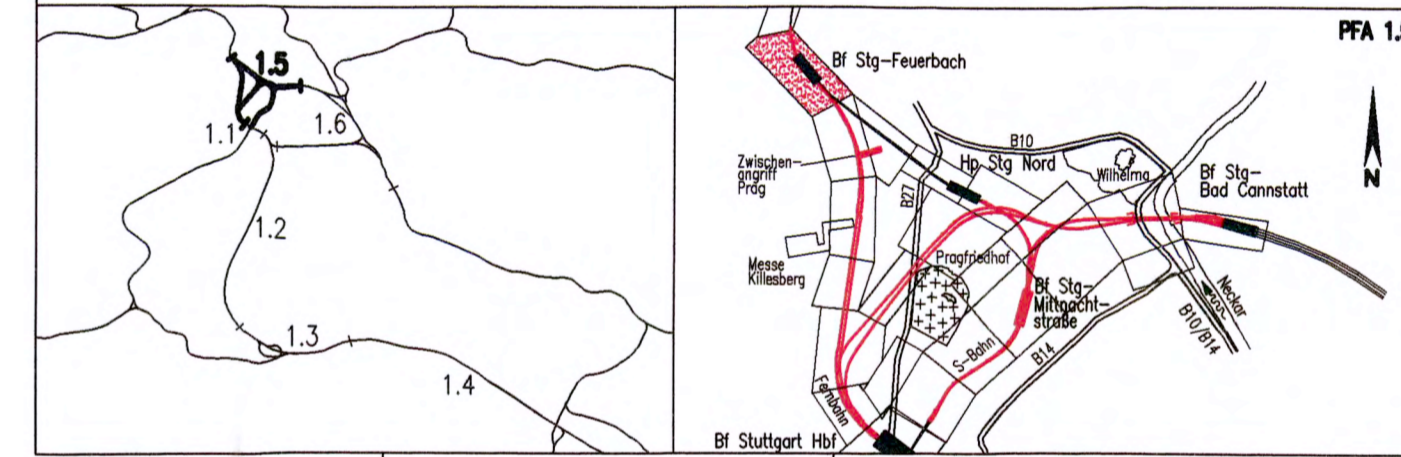 1.5
1.1
1.6
1.2
1.3
1.4
PFA 1.5
Bf Stg-Feuerbach
Zwischen-
angriff
Prag
B10
Hp Stg Nord
Wilhelma
Bf Stg-
Bad Cannstatt
N
B27
Messe
Killesberg
Pragfriedhof
Bf Stg-
Mittnacht-
straße
Neckar
B10/B14
S-Bahn
B14
Fernbahn
Bf Stuttgart Hbf